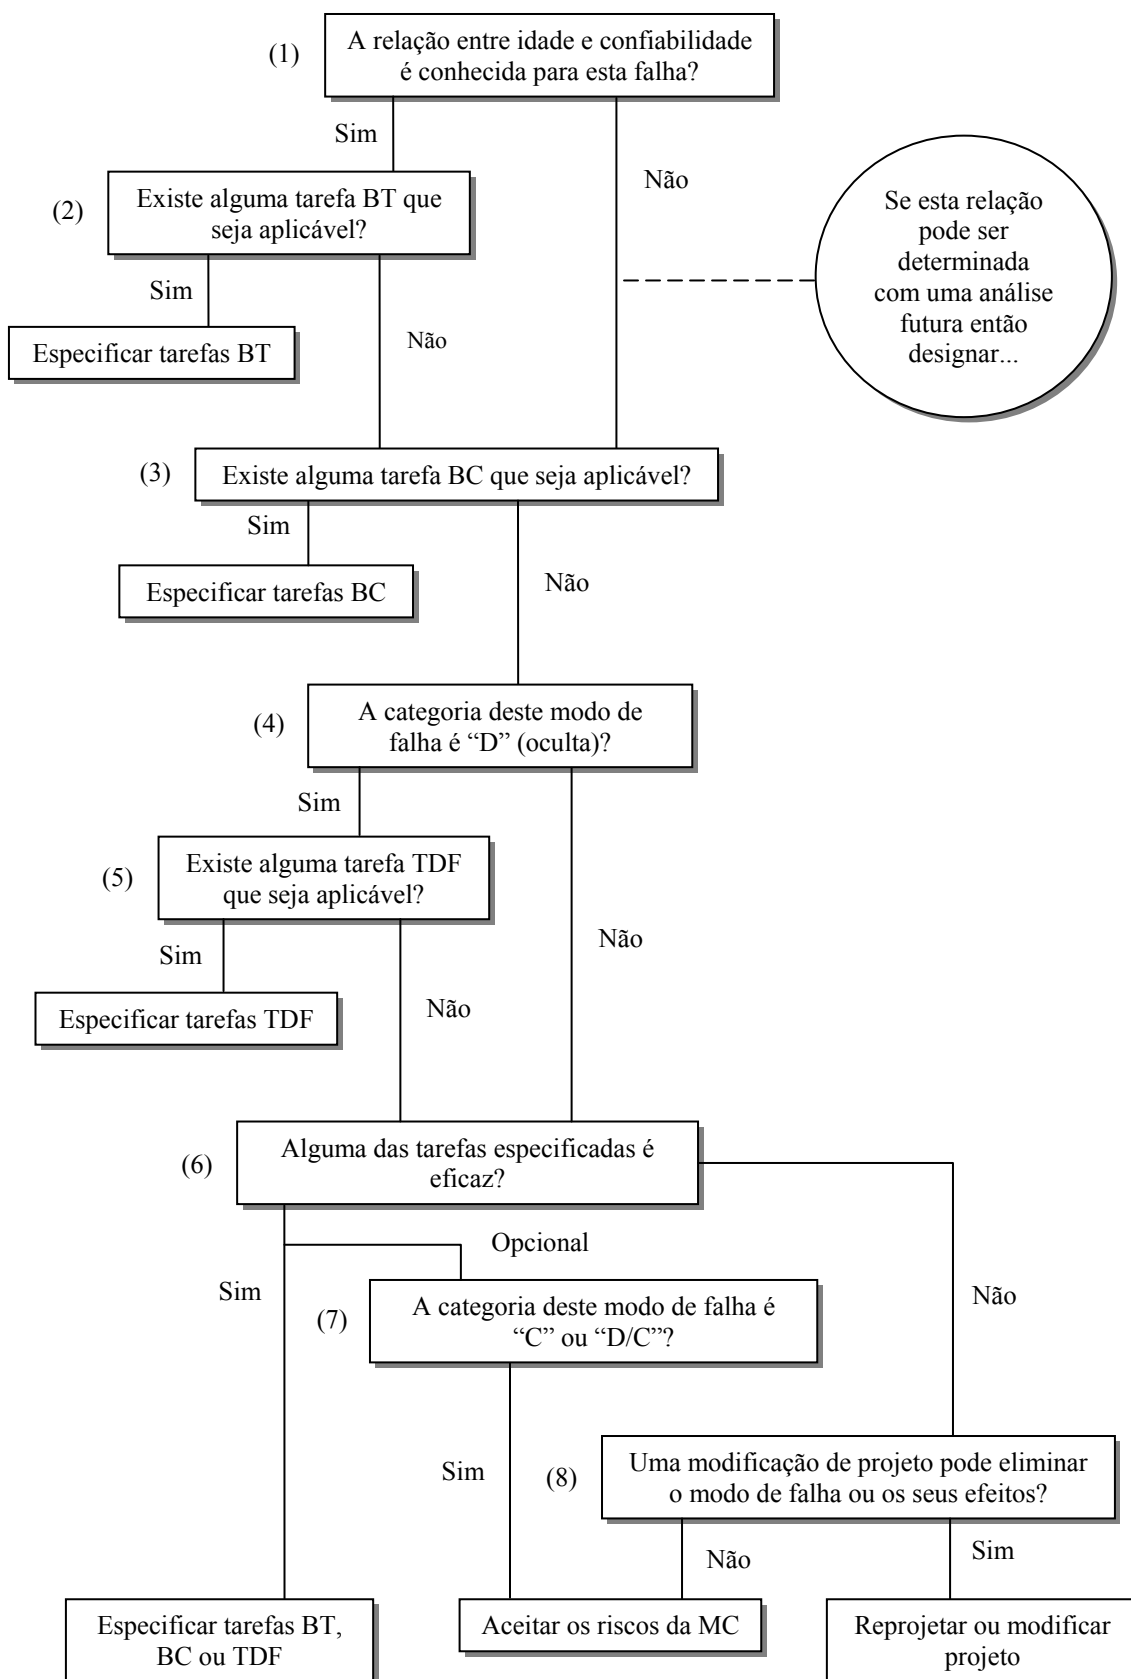 (1)
A relação entre idade e confiabilidade
é conhecida para esta falha?
Sim
Não
(2)
Existe alguma tarefa BT que
seja aplicável?
Se esta relação
pode ser
determinada
com uma análise
futura então
designar...
Sim
Não
Especificar tarefas BT
(3)
Existe alguma tarefa BC que seja aplicável?
Sim
Não
Especificar tarefas BC
(4)
A categoria deste modo de
falha é “D” (oculta)?
Sim
Não
(5)
Existe alguma tarefa TDF
que seja aplicável?
Sim
Não
Especificar tarefas TDF
(6)
Alguma das tarefas especificadas é
eficaz?
Opcional
Sim
Não
(7)
A categoria deste modo de falha é
“C” ou “D/C”?
Sim
(8)
Uma modificação de projeto pode eliminar
o modo de falha ou os seus efeitos?
Não
Sim
Especificar tarefas BT,
BC ou TDF
Aceitar os riscos da MC
Reprojetar ou modificar
projeto